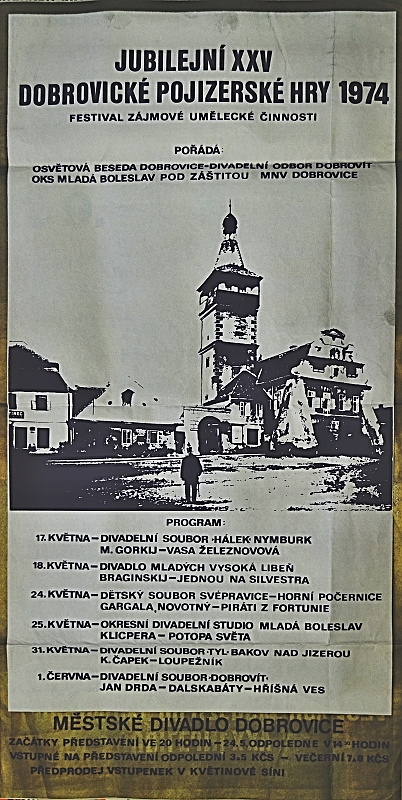 JUBILEJNÍ XXV
DOBROVICKÉ POJIZERSKÉ HRY 1974
FESTIVAL ZÁJMOVÉ UMĚLECKÉ ČINNOSTI
POŘÁDÁ:
OSVĚTOVÁ BESEDA DOBROVICE-DIVADELNÍ ODBOR DOBROVÍT
OKS MLADÁ BOLESLAV POD ZÁŠTITOU MNV DOBROVICE
PROGRAM:
17. KVĚTNA – DIVADELNÍ SOUBOR ·HÁLEK· NYMBURK
M. GORKIJ – VASA ŽELEZNOVOVÁ
18. KVĚTNA – DIVADLO MLADÝCH VYSOKÁ LIBEŇ
BRAGINSKIJ – JEDNOU NA SILVESTRA
24. KVĚTNA – DĚTSKÝ SOUBOR SVÉPRAVICE – HORNÍ POČERNICE
GARGALA, NOVOTNÝ – PIRÁTI Z FORTUNIE
25. KVĚTNA – OKRESNÍ DIVADELNÍ STUDIO MLADÁ BOLESLAV
KLICPERA – POTOPA SVĚTA
31. KVĚTNA – DIVADELNÍ SOUBOR ·TYL· BAKOV NAD JIZEROU
K. ČAPEK – LOUPEŽNÍK
1. ČERVNA – DIVADELNÍ SOUBOR ·DOBROVÍT·
JAN DRDA – DALSKABÁTY – HŘÍŠNÁ VES
MĚSTSKÉ DIVADLO DOBROVICE
ZAČÁTKY PŘEDSTAVENÍ VE 20 HODIN – 24.5. ODPOLEDNE V 14³⁰ HODIN
VSTUPNÉ NA PŘEDSTAVENÍ ODPOLEDNÍ 3,5 KČS – VEČERNÍ 7,8 KČS –
PŘEDPRODEJ VSTUPENEK V KVĚTINOVÉ SÍNI